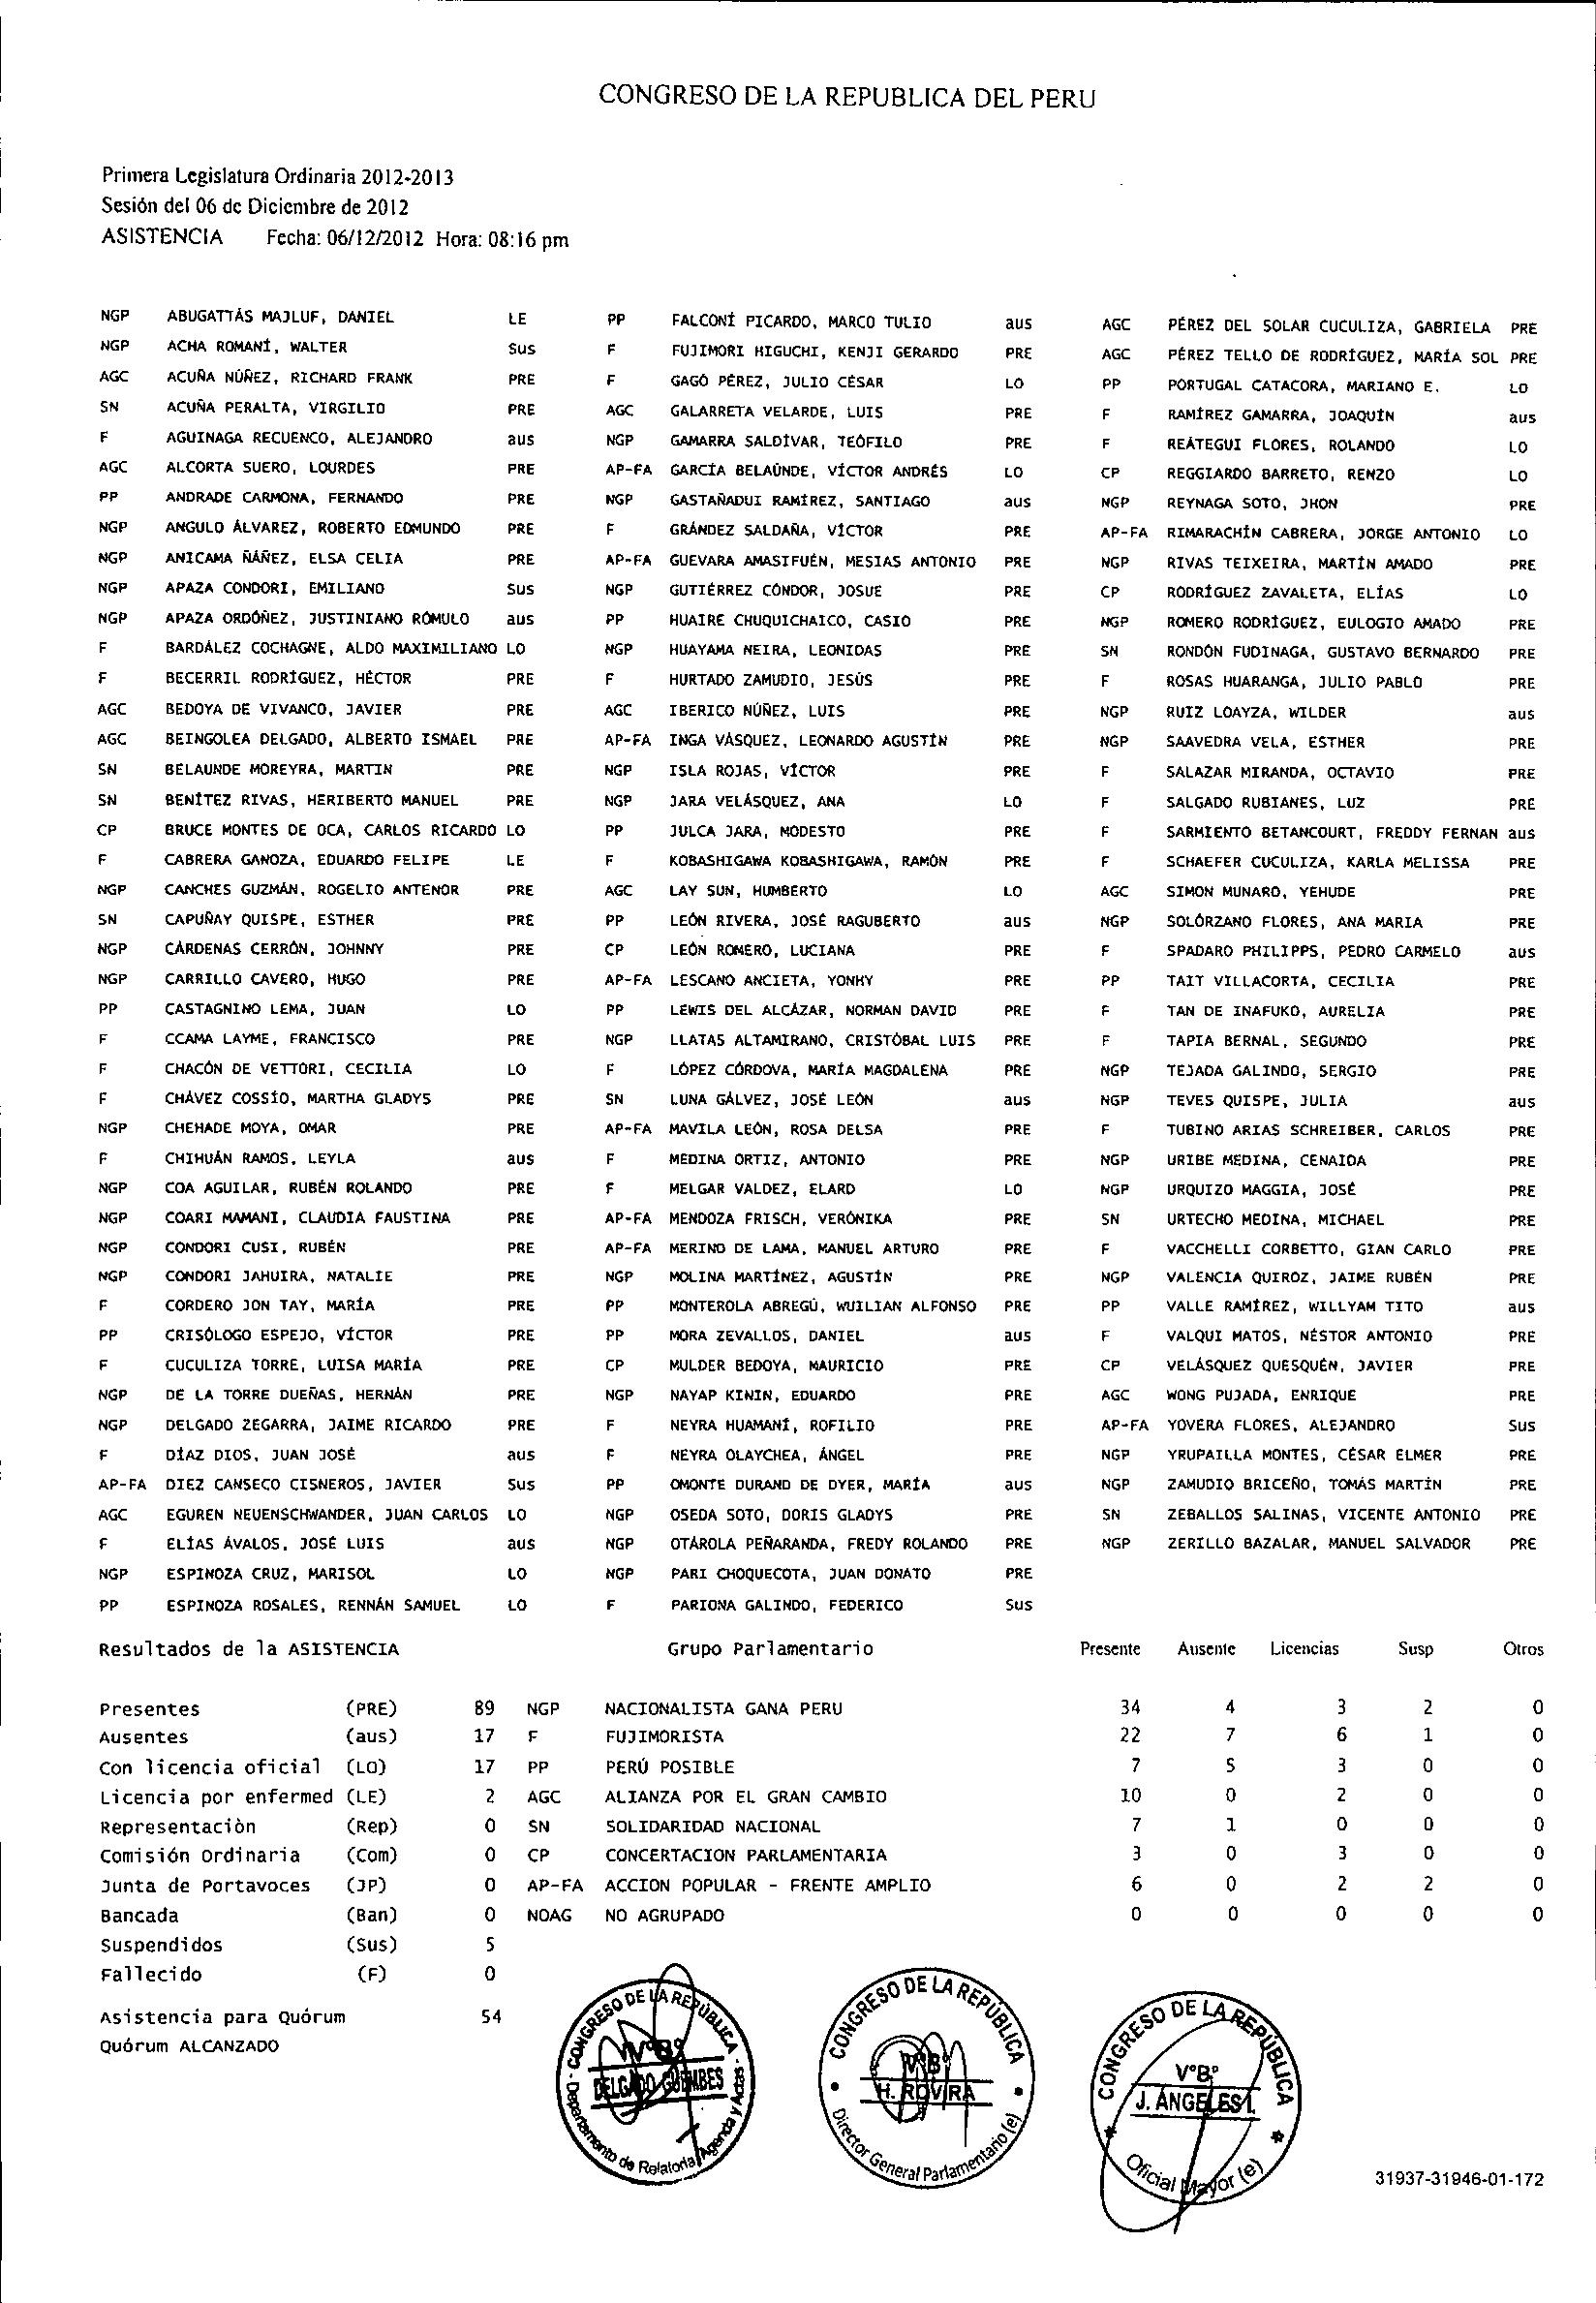 CONGRESO DE LA REPUBLICA DEL PERU
Primera Legislatura Ordinaria 2012-2013
Sesión del 06 de Diciembre de 2012
ASISTENCIA Fecha: 06/12/2012 Hora: 08:16 pm
NGP ABUGATTÁS MAJLUF, DANIEL LE
NGP ACHA ROMANÍ, WALTER Sus
AGC ACUÑA NÚÑEZ, RICHARD FRANK PRE
SN ACUÑA PERALTA, VIRGILIO PRE
F AGUINAGA RECUENCO, ALEJANDRO aus
AGC ALCORTA SUERO, LOURDES PRE
PP ANDRADE CARMONA, FERNANDO PRE
NGP ANGULO ÁLVAREZ, ROBERTO EDMUNDO PRE
NGP ANICAMA ÑÁÑEZ, ELSA CELIA PRE
NGP APAZA CONDORI, EMILIANO Sus
NGP APAZA ORDÓÑEZ, JUSTINIANO RÓMULO aus
F BARDÁLEZ COCHAGNE, ALDO MAXIMILIANO LO
F BECERRIL RODRÍGUEZ, HÉCTOR PRE
AGC BEDOYA DE VIVANCO, JAVIER PRE
AGC BEINGOLEA DELGADO, ALBERTO ISMAEL PRE
SN BELAUNDE MOREYRA, MARTIN PRE
SN BENÍTEZ RIVAS, HERIBERTO MANUEL PRE
CP BRUCE MONTES DE OCA, CARLOS RICARDO LO
F CABRERA GANOZA, EDUARDO FELIPE LE
NGP CANCHES GUZMÁN, ROGELIO ANTENOR PRE
SN CAPUÑAY QUISPE, ESTHER PRE
NGP CÁRDENAS CERRÓN, JOHNNY PRE
NGP CARRILLO CAVERO, HUGO PRE
PP CASTAGNINO LEMA, JUAN LO
F CCAMA LAYME, FRANCISCO PRE
F CHACÓN DE VETTORI, CECILIA LO
F CHÁVEZ COSSÍO, MARTHA GLADYS PRE
NGP CHEHADE MOYA, OMAR PRE
F CHIHUÁN RAMOS, LEYLA aus
NGP COA AGUILAR, RUBÉN ROLANDO PRE
NGP COARI MAMANI, CLAUDIA FAUSTINA PRE
NGP CONDORI CUSI, RUBÉN PRE
NGP CONDORI JAHUIRA, NATALIE PRE
F CORDERO JON TAY, MARÍA PRE
PP CRISÓLOGO ESPEJO, VÍCTOR PRE
F CUCULIZA TORRE, LUISA MARÍA PRE
NGP DE LA TORRE DUEÑAS, HERNÁN PRE
NGP DELGADO ZEGARRA, JAIME RICARDO PRE
F DÍAZ DIOS, JUAN JOSÉ aus
AP-FA DIEZ CANSECO CISNEROS, JAVIER Sus
AGC EGUREN NEUENSCHWANDER, JUAN CARLOS LO
F ELÍAS ÁVALOS, JOSÉ LUIS aus
NGP ESPINOZA CRUZ, MARISOL LO
PP ESPINOZA ROSALES, RENNÁN SAMUEL LO
PP FALCONÍ PICARDO, MARCO TULIO aus
F FUJIMORI HIGUCHI, KENJI GERARDO PRE
F GAGÓ PÉREZ, JULIO CÉSAR LO
AGC GALARRETA VELARDE, LUIS PRE
NGP GAMARRA SALDÍVAR, TEÓFILO PRE
AP-FA GARCÍA BELAÚNDE, VÍCTOR ANDRÉS LO
NGP GASTAÑADUI RAMÍREZ, SANTIAGO aus
F GRÁNDEZ SALDAÑA, VÍCTOR PRE
AP-FA GUEVARA AMASIFUÉN, MESIAS ANTONIO PRE
NGP GUTIÉRREZ CÓNDOR, JOSUE PRE
PP HUAIRE CHUQUICHAICO, CASIO PRE
NGP HUAYAMA NEIRA, LEONIDAS PRE
F HURTADO ZAMUDIO, JESÚS PRE
AGC IBERICO NÚÑEZ, LUIS PRE
AP-FA INGA VÁSQUEZ, LEONARDO AGUSTÍN PRE
NGP ISLA ROJAS, VÍCTOR PRE
NGP JARA VELÁSQUEZ, ANA LO
PP JULCA JARA, MODESTO PRE
F KOBASHIGAWA KOBASHIGAWA, RAMÓN PRE
AGC LAY SUN, HUMBERTO LO
PP LEÓN RIVERA, JOSÉ RAGUBERTO aus
CP LEÓN ROMERO, LUCIANA PRE
AP-FA LESCANO ANCIETA, YONHY PRE
PP LEWIS DEL ALCÁZAR, NORMAN DAVID PRE
NGP LLATAS ALTAMIRANO, CRISTÓBAL LUIS PRE
F LÓPEZ CÓRDOVA, MARÍA MAGDALENA PRE
SN LUNA GÁLVEZ, JOSÉ LEÓN aus
AP-FA MAVILA LEÓN, ROSA DELSA PRE
F MEDINA ORTIZ, ANTONIO PRE
F MELGAR VALDEZ, ELARD LO
AP-FA MENDOZA FRISCH, VERÓNIKA PRE
AP-FA MERINO DE LAMA, MANUEL ARTURO PRE
NGP MOLINA MARTÍNEZ, AGUSTÍN PRE
PP MONTEROLA ABREGÚ, WUILIAN ALFONSO PRE
PP MORA ZEVALLOS, DANIEL aus
CP MULDER BEDOYA, MAURICIO PRE
NGP NAYAP KININ, EDUARDO PRE
F NEYRA HUAMANÍ, ROFILIO PRE
F NEYRA OLAYCHEA, ÁNGEL PRE
PP OMONTE DURAND DE DYER, MARÍA aus
NGP OSEDA SOTO, DORIS GLADYS PRE
NGP OTÁROLA PEÑARANDA, FREDY ROLANDO PRE
NGP PARI CHOQUECOTA, JUAN DONATO PRE
F PARIONA GALINDO, FEDERICO Sus
AGC PÉREZ DEL SOLAR CUCULIZA, GABRIELA PRE
AGC PÉREZ TELLO DE RODRÍGUEZ, MARÍA SOL PRE
PP PORTUGAL CATACORA, MARIANO E. LO
F RAMÍREZ GAMARRA, JOAQUÍN aus
F REÁTEGUI FLORES, ROLANDO LO
CP REGGIARDO BARRETO, RENZO LO
NGP REYNAGA SOTO, JHON PRE
AP-FA RIMARACHÍN CABRERA, JORGE ANTONIO LO
NGP RIVAS TEIXEIRA, MARTÍN AMADO PRE
CP RODRÍGUEZ ZAVALETA, ELÍAS LO
NGP ROMERO RODRÍGUEZ, EULOGIO AMADO PRE
SN RONDÓN FUDINAGA, GUSTAVO BERNARDO PRE
F ROSAS HUARANGA, JULIO PABLO PRE
NGP RUIZ LOAYZA, WILDER aus
NGP SAAVEDRA VELA, ESTHER PRE
F SALAZAR MIRANDA, OCTAVIO PRE
F SALGADO RUBIANES, LUZ PRE
F SARMIENTO BETANCOURT, FREDDY FERNAN aus
F SCHAEFER CUCULIZA, KARLA MELISSA PRE
AGC SIMON MUNARO, YEHUDE PRE
NGP SOLÓRZANO FLORES, ANA MARIA PRE
F SPADARO PHILIPPS, PEDRO CARMELO aus
PP TAIT VILLACORTA, CECILIA PRE
F TAN DE INAFUKO, AURELIA PRE
F TAPIA BERNAL, SEGUNDO PRE
NGP TEJADA GALINDO, SERGIO PRE
NGP TEVES QUISPE, JULIA aus
F TUBINO ARIAS SCHREIBER, CARLOS PRE
NGP URIBE MEDINA, CENAIDA PRE
NGP URQUIZO MAGGIA, JOSÉ PRE
SN URTECHO MEDINA, MICHAEL PRE
F VACCHELLI CORBETTO, GIAN CARLO PRE
NGP VALENCIA QUIROZ, JAIME RUBÉN PRE
PP VALLE RAMÍREZ, WILLYAM TITO aus
F VALQUI MATOS, NÉSTOR ANTONIO PRE
CP VELÁSQUEZ QUESQUÉN, JAVIER PRE
AGC WONG PUJADA, ENRIQUE PRE
AP-FA YOVERA FLORES, ALEJANDRO Sus
NGP YRUPAILLA MONTES, CÉSAR ELMER PRE
NGP ZAMUDIO BRICEÑO, TOMÁS MARTÍN PRE
SN ZEBALLOS SALINAS, VICENTE ANTONIO PRE
NGP ZERILLO BAZALAR, MANUEL SALVADOR PRE
Resultados de la ASISTENCIA Grupo Parlamentario Presente Ausente Licencias Susp Otros
Presentes (PRE) 89 NGP NACIONALISTA GANA PERU 34 4 3 2 0
Ausentes (aus) 17 F FUJIMORISTA 22 7 6 1 0
Con licencia oficial (LO) 17 PP PERÚ POSIBLE 7 5 3 0 0
Licencia por enfermed (LE) 2 AGC ALIANZA POR EL GRAN CAMBIO 10 0 2 0 0
Representación (Rep) 0 SN SOLIDARIDAD NACIONAL 7 1 0 0 0
Comisión Ordinaria (Com) 0 CP CONCERTACION PARLAMENTARIA 3 0 3 0 0
Junta de Portavoces (JP) 0 AP-FA ACCION POPULAR - FRENTE AMPLIO 6 0 2 2 0
Bancada (Ban) 0 NOAG NO AGRUPADO 0 0 0 0 0
Suspendidos (Sus) 5
Fallecido (F) 0
Asistencia para Quórum 54
Quórum ALCANZADO
CONGRESO DE LA REPÚBLICA
V°B°
DELGADO GUEMBES
Departamento de Relatoria, Agenda y Actas
CONGRESO DE LA REPÚBLICA
V°B°
H. ROVIRA
Director General Parlamentario (e)
CONGRESO DE LA REPÚBLICA
V°B°
J. ÁNGELES I.
Oficial Mayor (e)
31937-31946-01-172